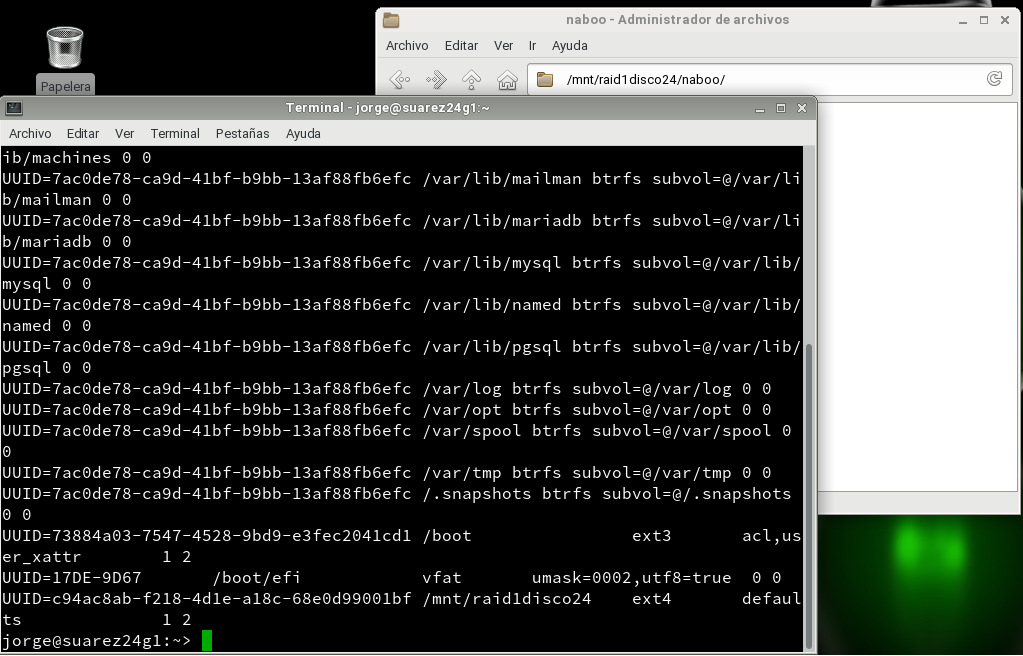 naboo - Administrador de archivos
Archivo Editar Ver Ir Ayuda
/mnt/raid1disco24/naboo/
Papelera
Terminal - jorge@suarez24g1:~
Archivo Editar Ver Terminal Pestañas Ayuda
ib/machines 0 0
UUID=7ac0de78-ca9d-41bf-b9bb-13af88fb6efc /var/lib/mailman btrfs subvol=@/var/li
b/mailman 0 0
UUID=7ac0de78-ca9d-41bf-b9bb-13af88fb6efc /var/lib/mariadb btrfs subvol=@/var/li
b/mariadb 0 0
UUID=7ac0de78-ca9d-41bf-b9bb-13af88fb6efc /var/lib/mysql btrfs subvol=@/var/lib/
mysql 0 0
UUID=7ac0de78-ca9d-41bf-b9bb-13af88fb6efc /var/lib/named btrfs subvol=@/var/lib/
named 0 0
UUID=7ac0de78-ca9d-41bf-b9bb-13af88fb6efc /var/lib/pgsql btrfs subvol=@/var/lib/
pgsql 0 0
UUID=7ac0de78-ca9d-41bf-b9bb-13af88fb6efc /var/log btrfs subvol=@/var/log 0 0
UUID=7ac0de78-ca9d-41bf-b9bb-13af88fb6efc /var/opt btrfs subvol=@/var/opt 0 0
UUID=7ac0de78-ca9d-41bf-b9bb-13af88fb6efc /var/spool btrfs subvol=@/var/spool 0
0
UUID=7ac0de78-ca9d-41bf-b9bb-13af88fb6efc /var/tmp btrfs subvol=@/var/tmp 0 0
UUID=7ac0de78-ca9d-41bf-b9bb-13af88fb6efc /.snapshots btrfs subvol=@/.snapshots
0 0
UUID=73884a03-7547-4528-9bd9-e3fec2041cd1 /boot                ext3       acl,us
er_xattr        1 2
UUID=17DE-9D67       /boot/efi            vfat       umask=0002,utf8=true  0 0
UUID=c94ac8ab-f218-4d1e-a18c-68e0d99001bf /mnt/raid1disco24    ext4       defaul
ts              1 2
jorge@suarez24g1:~>